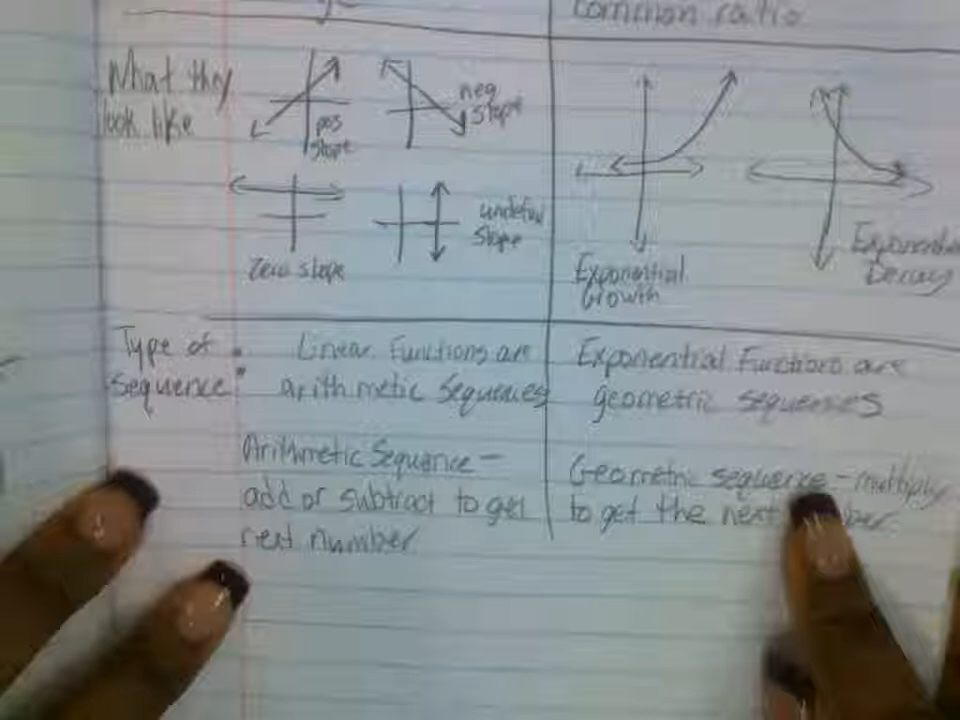 common ratio
What they
look like
pos
slope
neg
slope
Zero slope
undefined
slope
Exponential
Growth
Exponential
Decay
Type of
Sequence:
Linear Functions are
arithmetic sequences
Exponential Functions are
geometric sequences
Arithmetic Sequence -
add or subtract to get
next number
Geometric sequence - multiply
to get the next